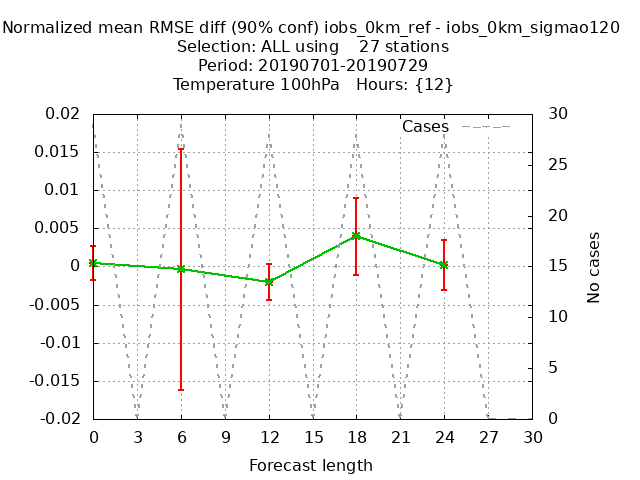 Normalized mean RMSE diff (90% conf) iobs_0km_ref - iobs_0km_sigmao120
Selection: ALL using    27 stations
Period: 20190701-20190729
Temperature 100hPa   Hours: {12}
Cases
0.02
0.015
0.01
0.005
0
-0.005
-0.01
-0.015
-0.02
30
25
20
15
10
5
0
No cases
0 3 6 9 12 15 18 21 24 27 30
Forecast length